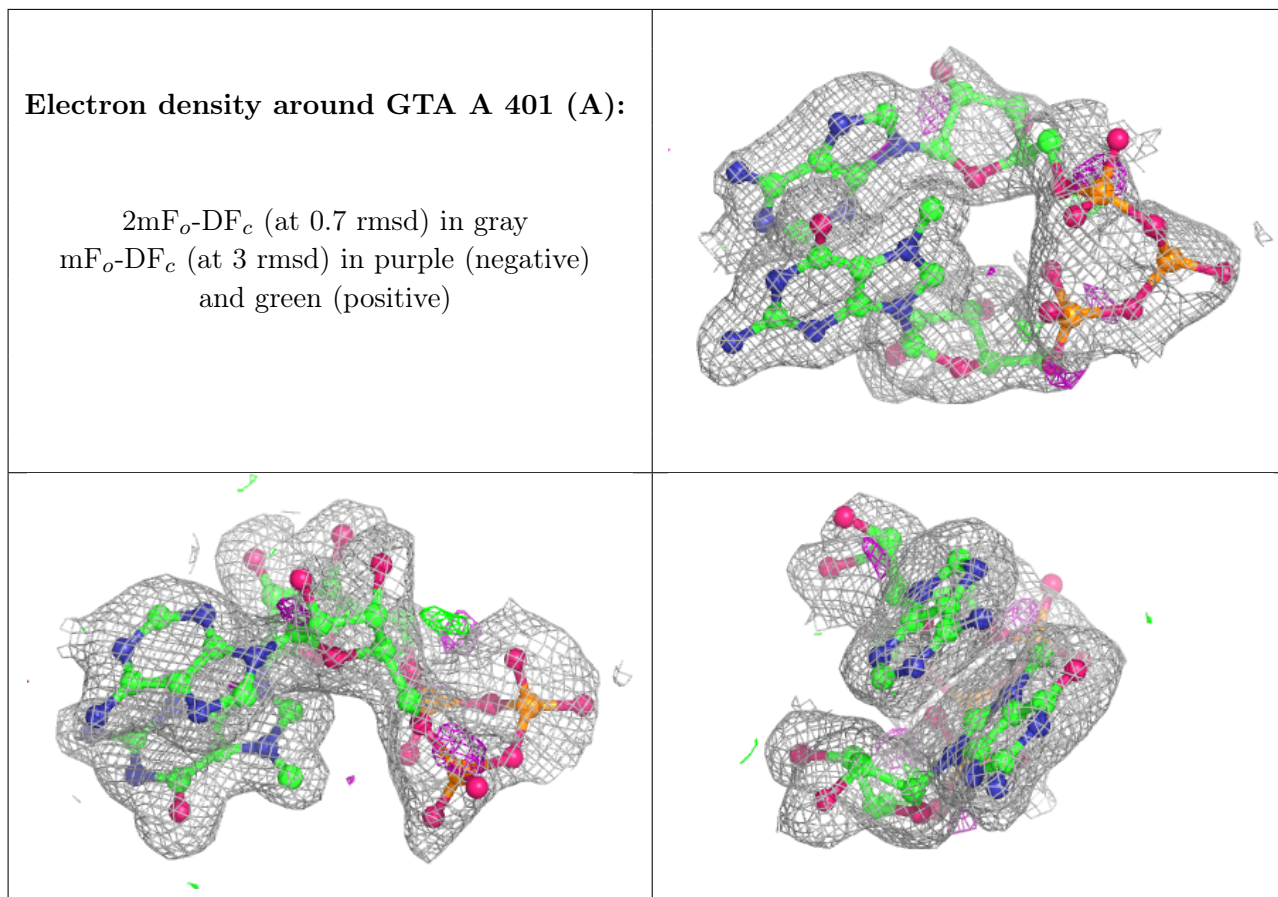 Electron density around GTA A 401 (A):
2mFo-DFc (at 0.7 rmsd) in gray
mFo-DFc (at 3 rmsd) in purple (negative)
and green (positive)